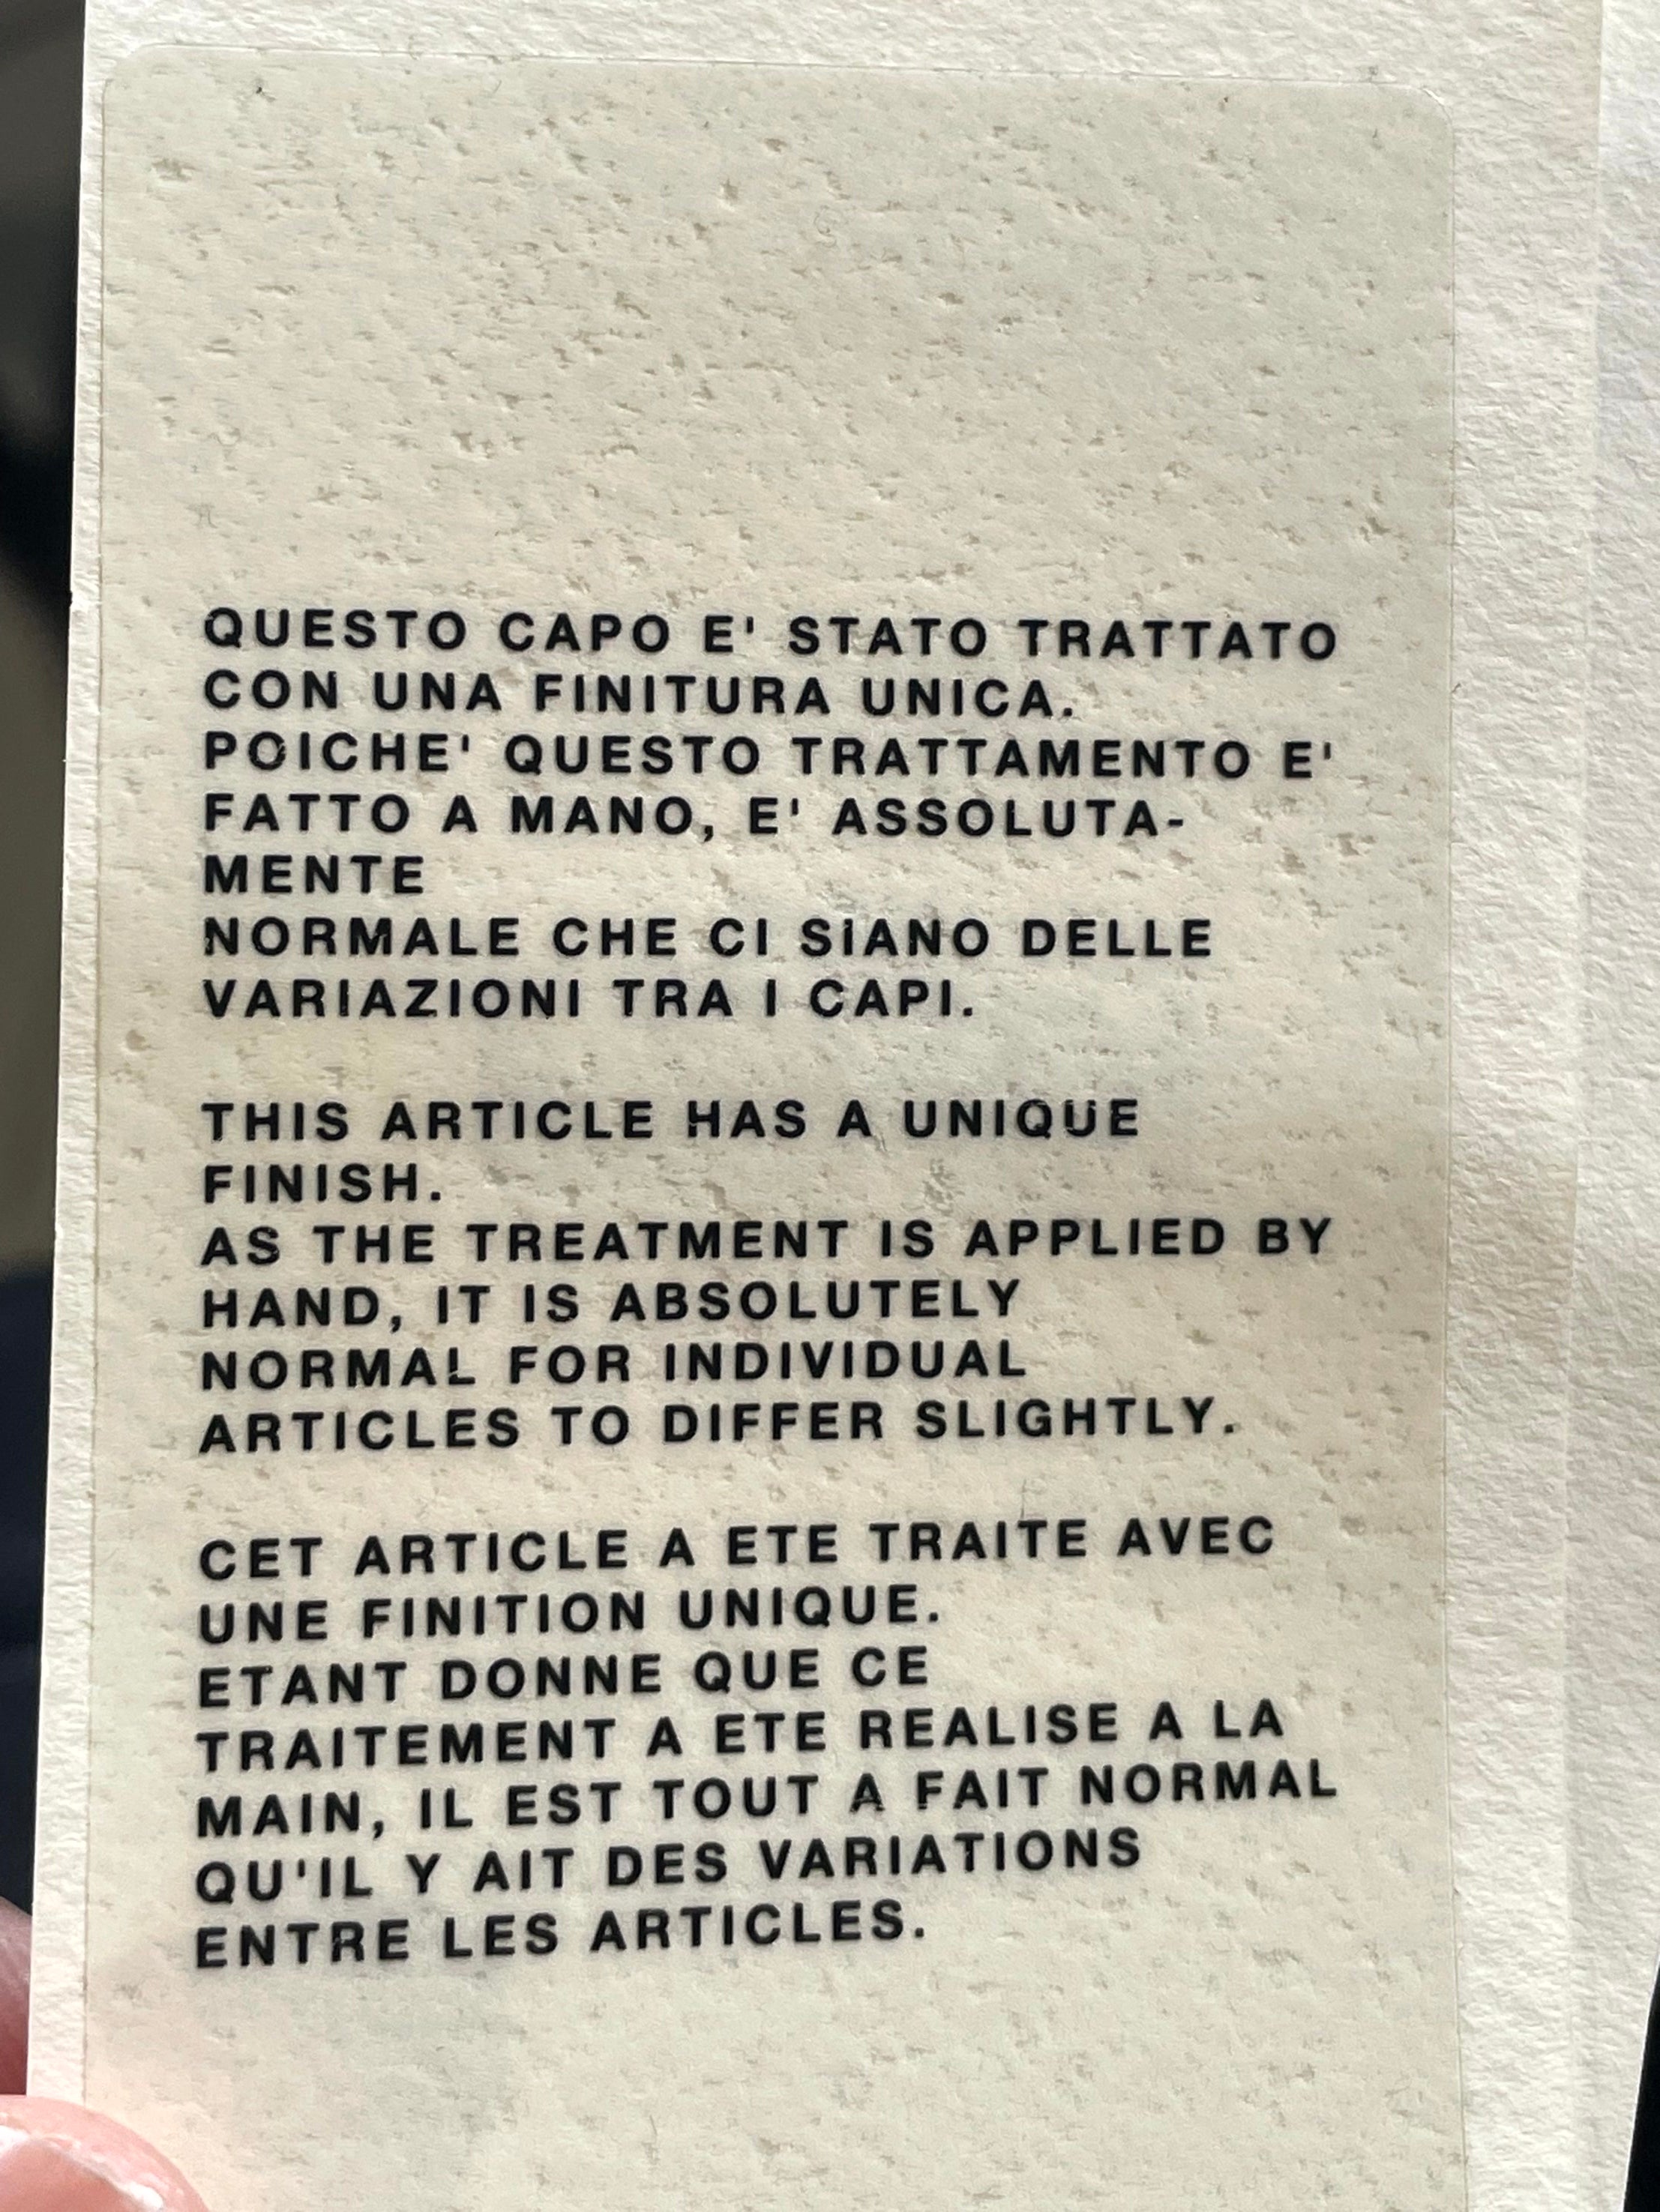 QUESTO CAPO E' STATO TRATTATO
CON UNA FINITURA UNICA.
POICHE' QUESTO TRATTAMENTO E'
FATTO A MANO, E' ASSOLUTA-
MENTE
NORMALE CHE CI SIANO DELLE
VARIAZIONI TRA I CAPI.
THIS ARTICLE HAS A UNIQUE
FINISH.
AS THE TREATMENT IS APPLIED BY
HAND, IT IS ABSOLUTELY
NORMAL FOR INDIVIDUAL
ARTICLES TO DIFFER SLIGHTLY.
CET ARTICLE A ETE TRAITE AVEC
UNE FINITION UNIQUE.
ETANT DONNE QUE CE
TRAITEMENT A ETE REALISE A LA
MAIN, IL EST TOUT A FAIT NORMAL
QU'IL Y AIT DES VARIATIONS
ENTRE LES ARTICLES.